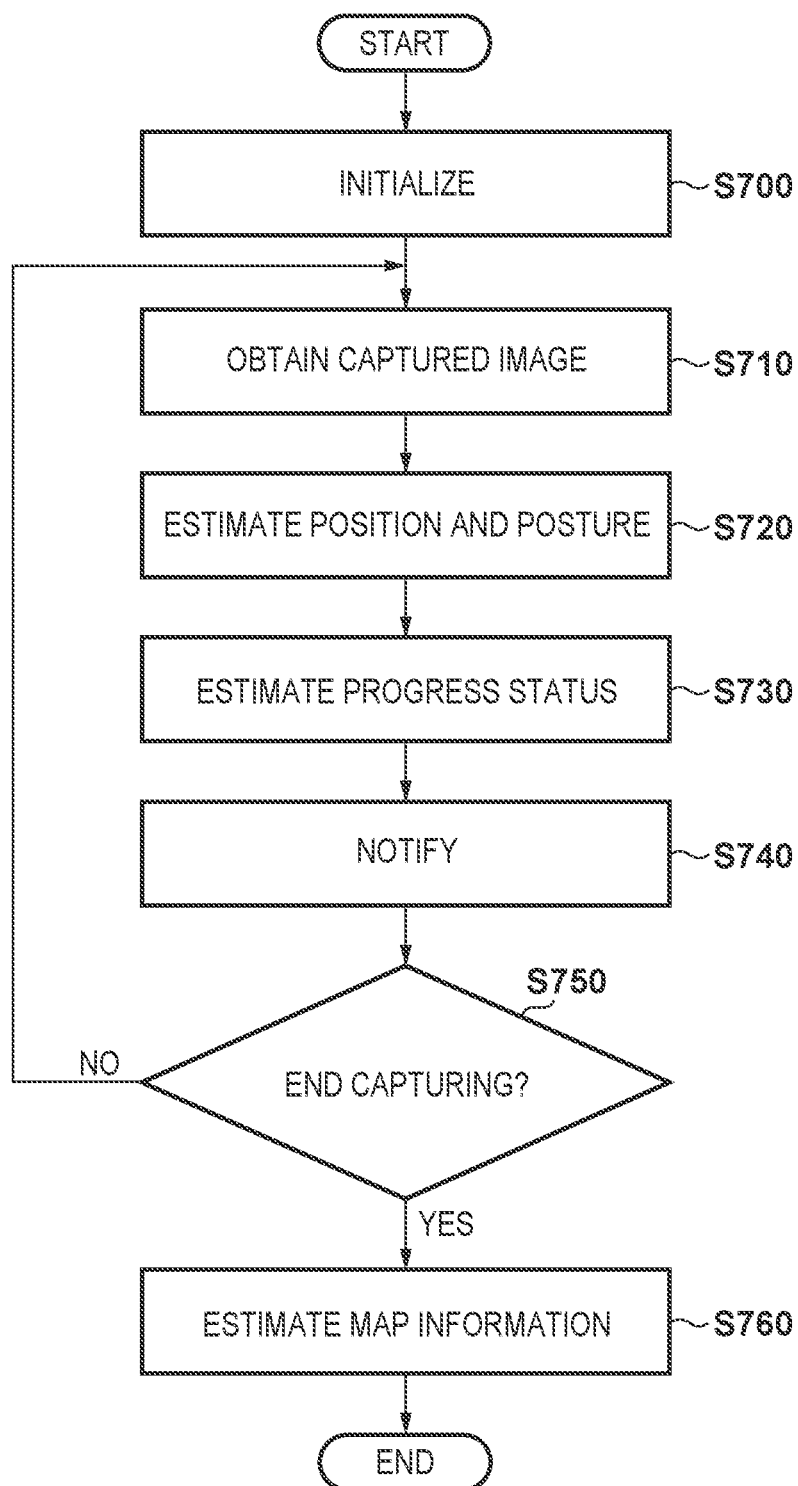 START
INITIALIZE
S700
OBTAIN CAPTURED IMAGE
S710
ESTIMATE POSITION AND POSTURE
S720
ESTIMATE PROGRESS STATUS
S730
NOTIFY
S740
S750
END CAPTURING?
NO
YES
ESTIMATE MAP INFORMATION
S760
END